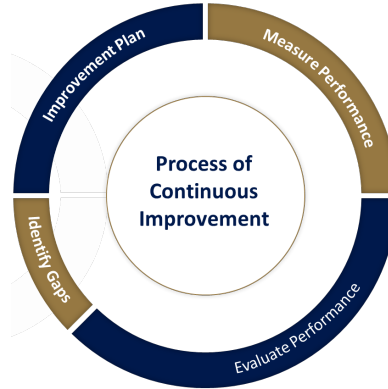 Improvement Plan
Measure Performance
Process of
Continuous
Improvement
Identify Gaps
Evaluate Performance